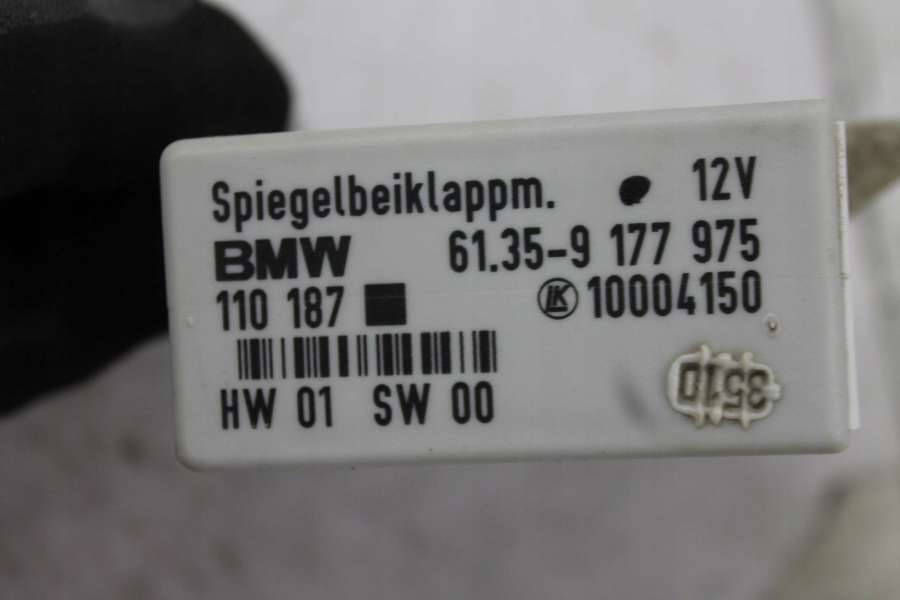 Spiegelbeiklappm. 12V
BMW 61.35-9 177 975
110 187 LK 10004150
HW 01 SW 00
3510